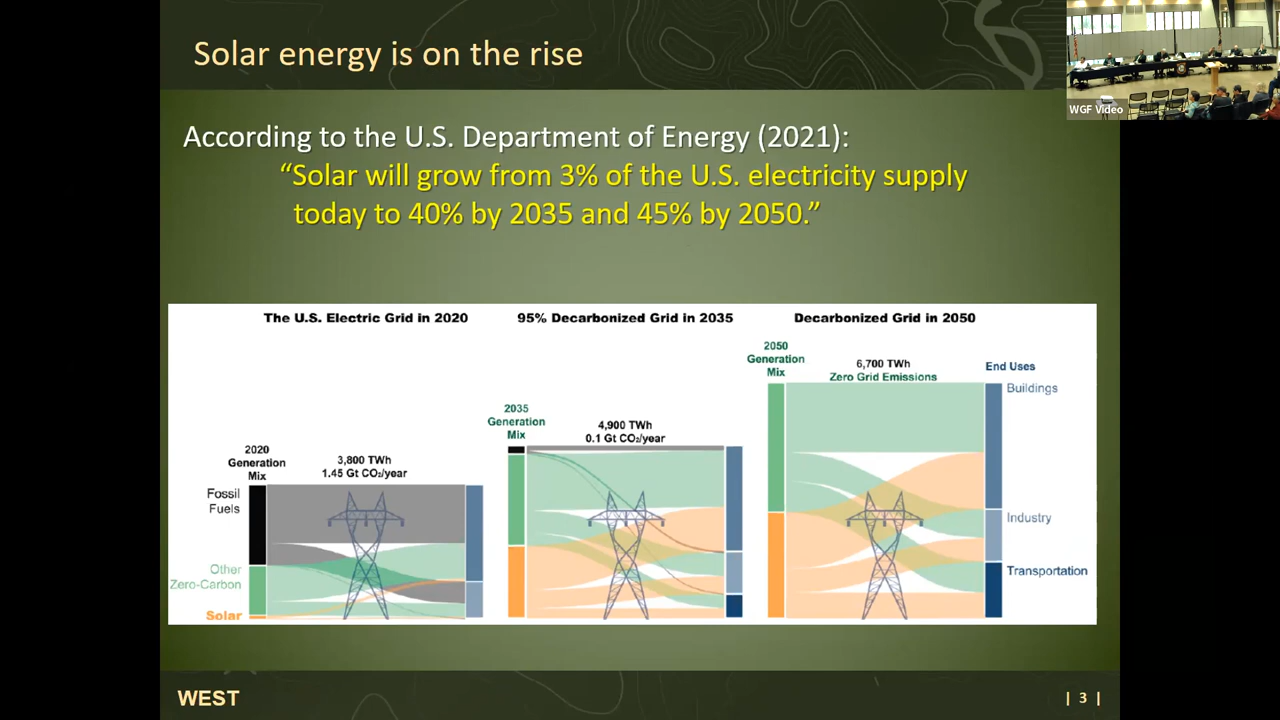 Solar energy is on the rise
WGF Video
According to the U.S. Department of Energy (2021):
“Solar will grow from 3% of the U.S. electricity supply
today to 40% by 2035 and 45% by 2050.”
The U.S. Electric Grid in 2020
2020
Generation
Mix
3,800 TWh
1.45 Gt CO₂/year
Fossil
Fuels
Other
Zero-Carbon
Solar
95% Decarbonized Grid in 2035
2035
Generation
Mix
4,900 TWh
0.1 Gt CO₂/year
Decarbonized Grid in 2050
2050
Generation
Mix
6,700 TWh
Zero Grid Emissions
End Uses
Buildings
Industry
Transportation
WEST
| 3 |